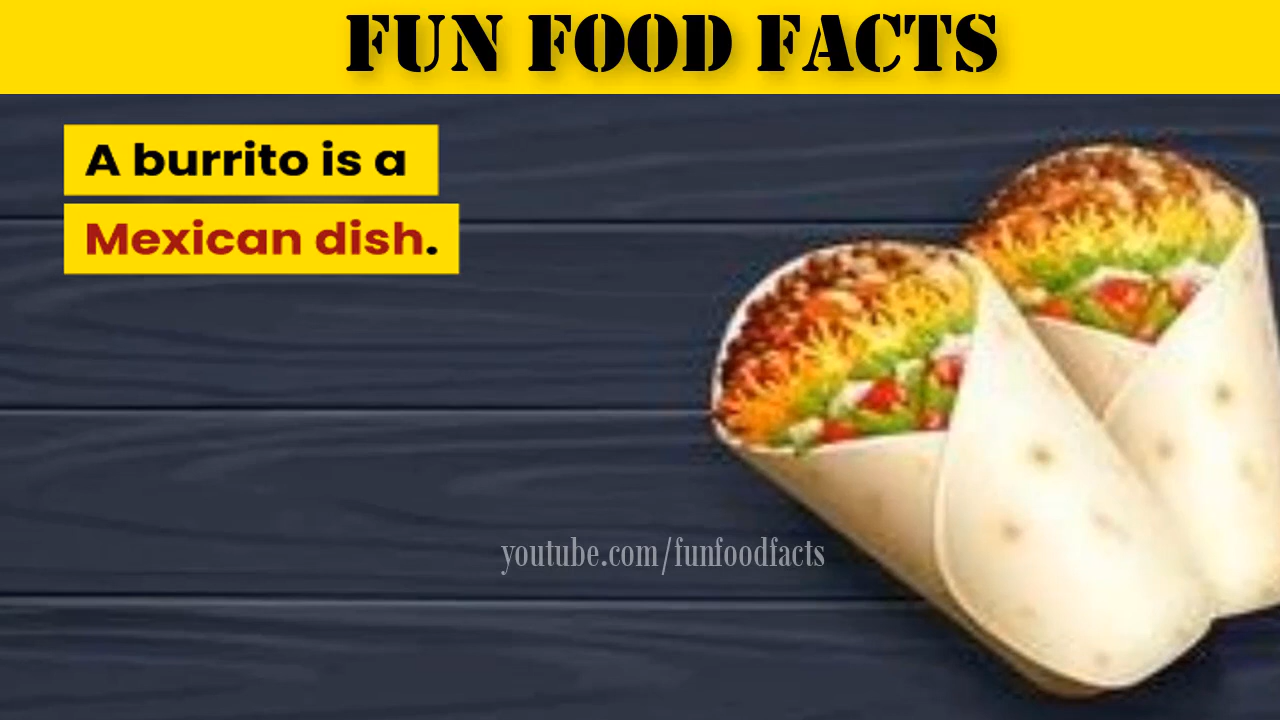 FUN FOOD FACTS
A burrito is a
Mexican dish.
youtube.com/funfoodfacts